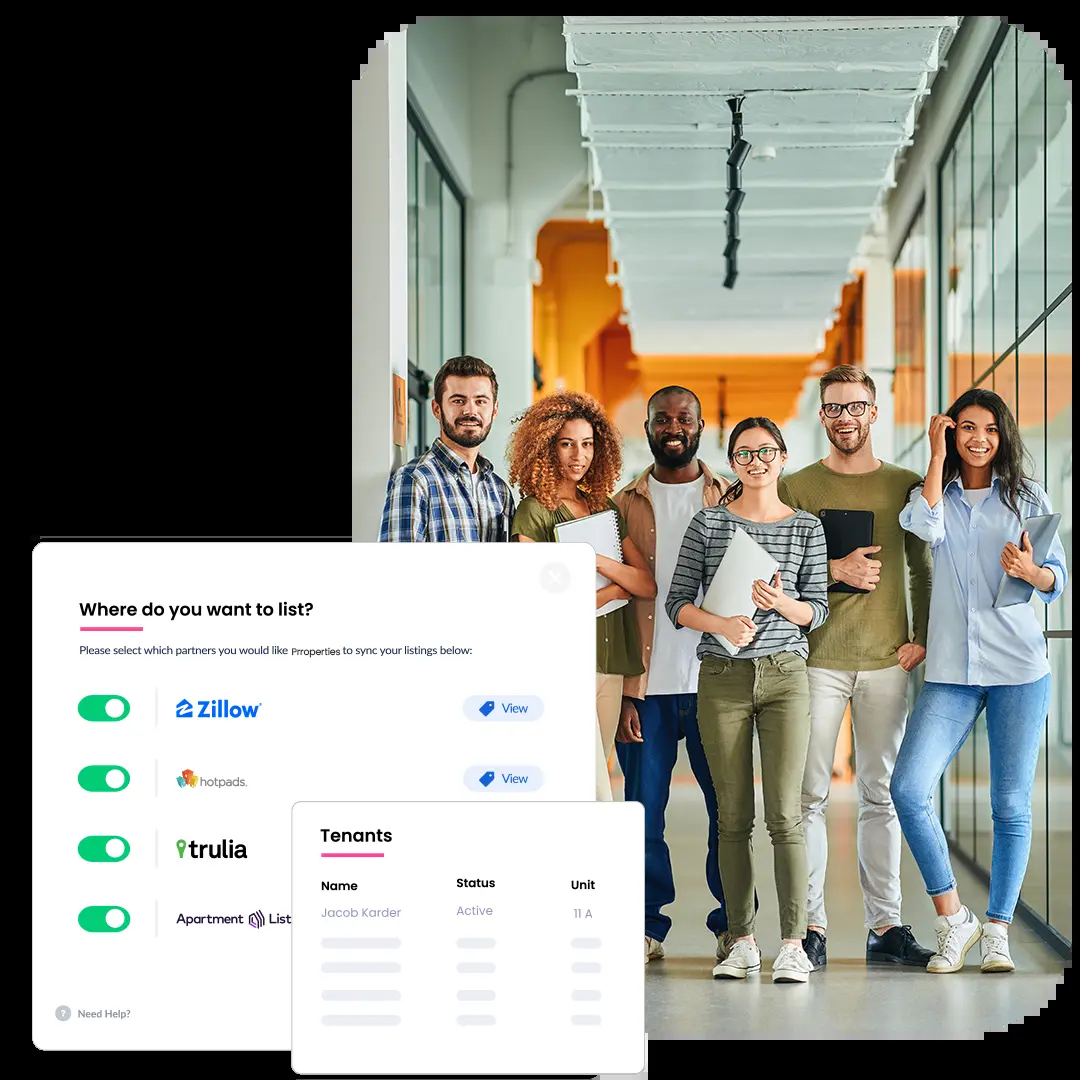 Where do you want to list?
Please select which partners you would like Prroperties to sync your listings below:
Zillow
View
hotpads.
View
trulia
Apartment List
? Need Help?
Tenants
Name Status Unit
Jacob Karder Active 11 A